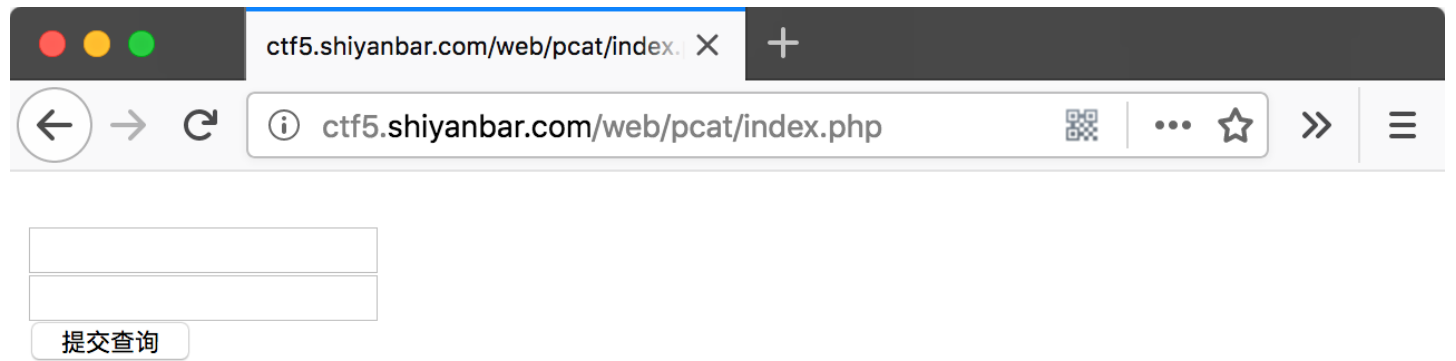 ctf5.shiyanbar.com/web/pcat/index.
ctf5.shiyanbar.com/web/pcat/index.php
提交查询